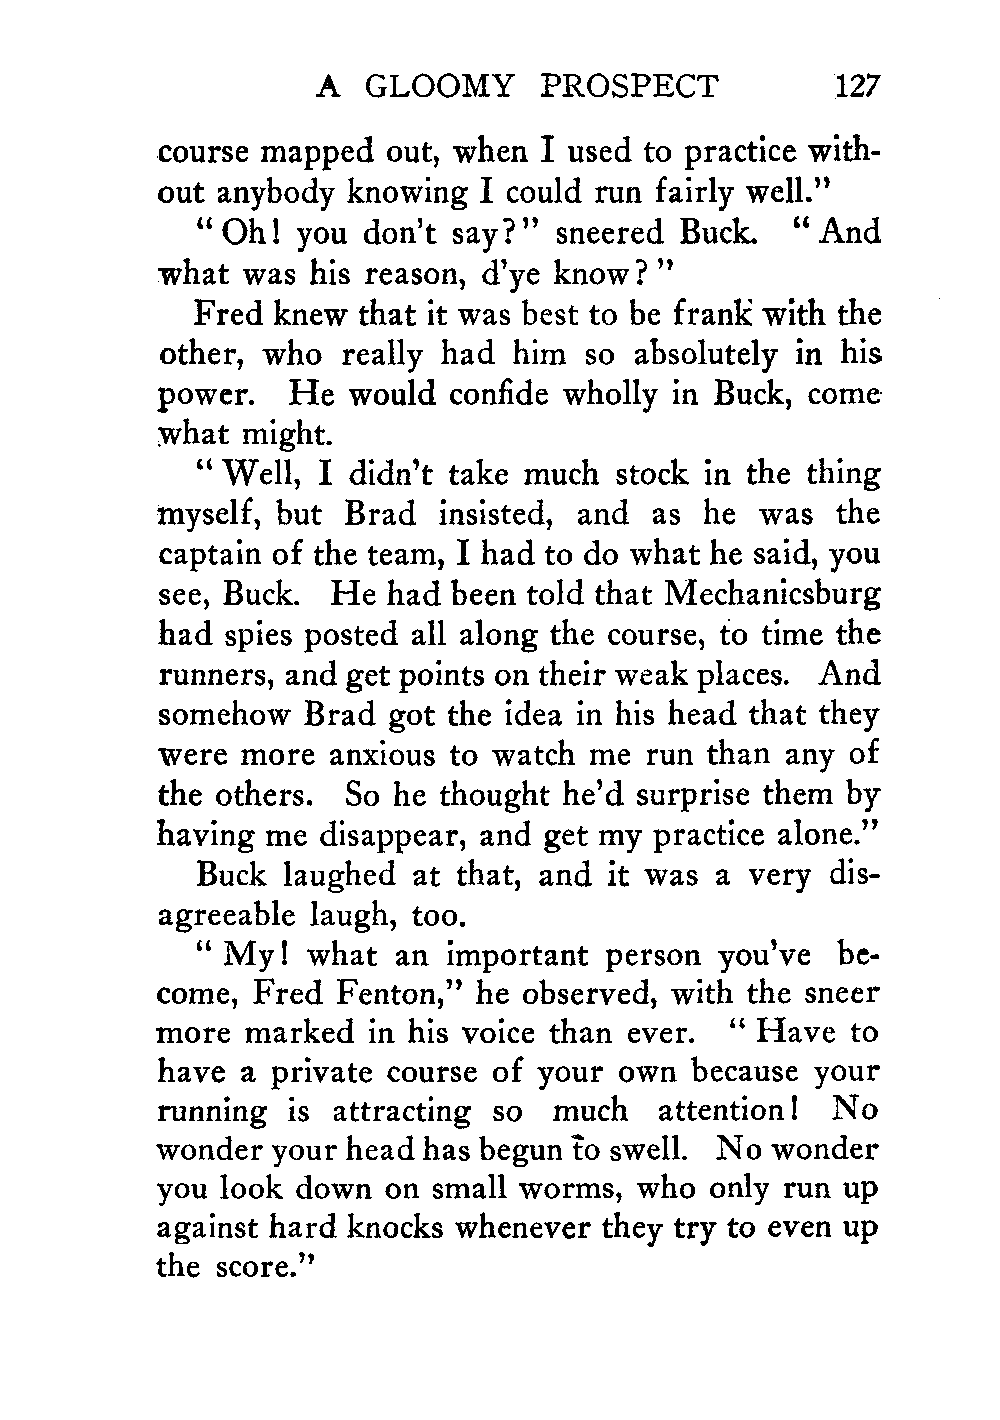 A GLOOMY PROSPECT 127
course mapped out, when I used to practice with-
out anybody knowing I could run fairly well."
"Oh! you don't say?" sneered Buck. "And
what was his reason, d'ye know?"
Fred knew that it was best to be frank with the
other, who really had him so absolutely in his
power. He would confide wholly in Buck, come
what might.
"Well, I didn't take much stock in the thing
myself, but Brad insisted, and as he was the
captain of the team, I had to do what he said, you
see, Buck. He had been told that Mechanicsburg
had spies posted all along the course, to time the
runners, and get points on their weak places. And
somehow Brad got the idea in his head that they
were more anxious to watch me run than any of
the others. So he thought he'd surprise them by
having me disappear, and get my practice alone."
Buck laughed at that, and it was a very dis-
agreeable laugh, too.
"My! what an important person you've be-
come, Fred Fenton," he observed, with the sneer
more marked in his voice than ever. "Have to
have a private course of your own because your
running is attracting so much attention! No
wonder your head has begun to swell. No wonder
you look down on small worms, who only run up
against hard knocks whenever they try to even up
the score."